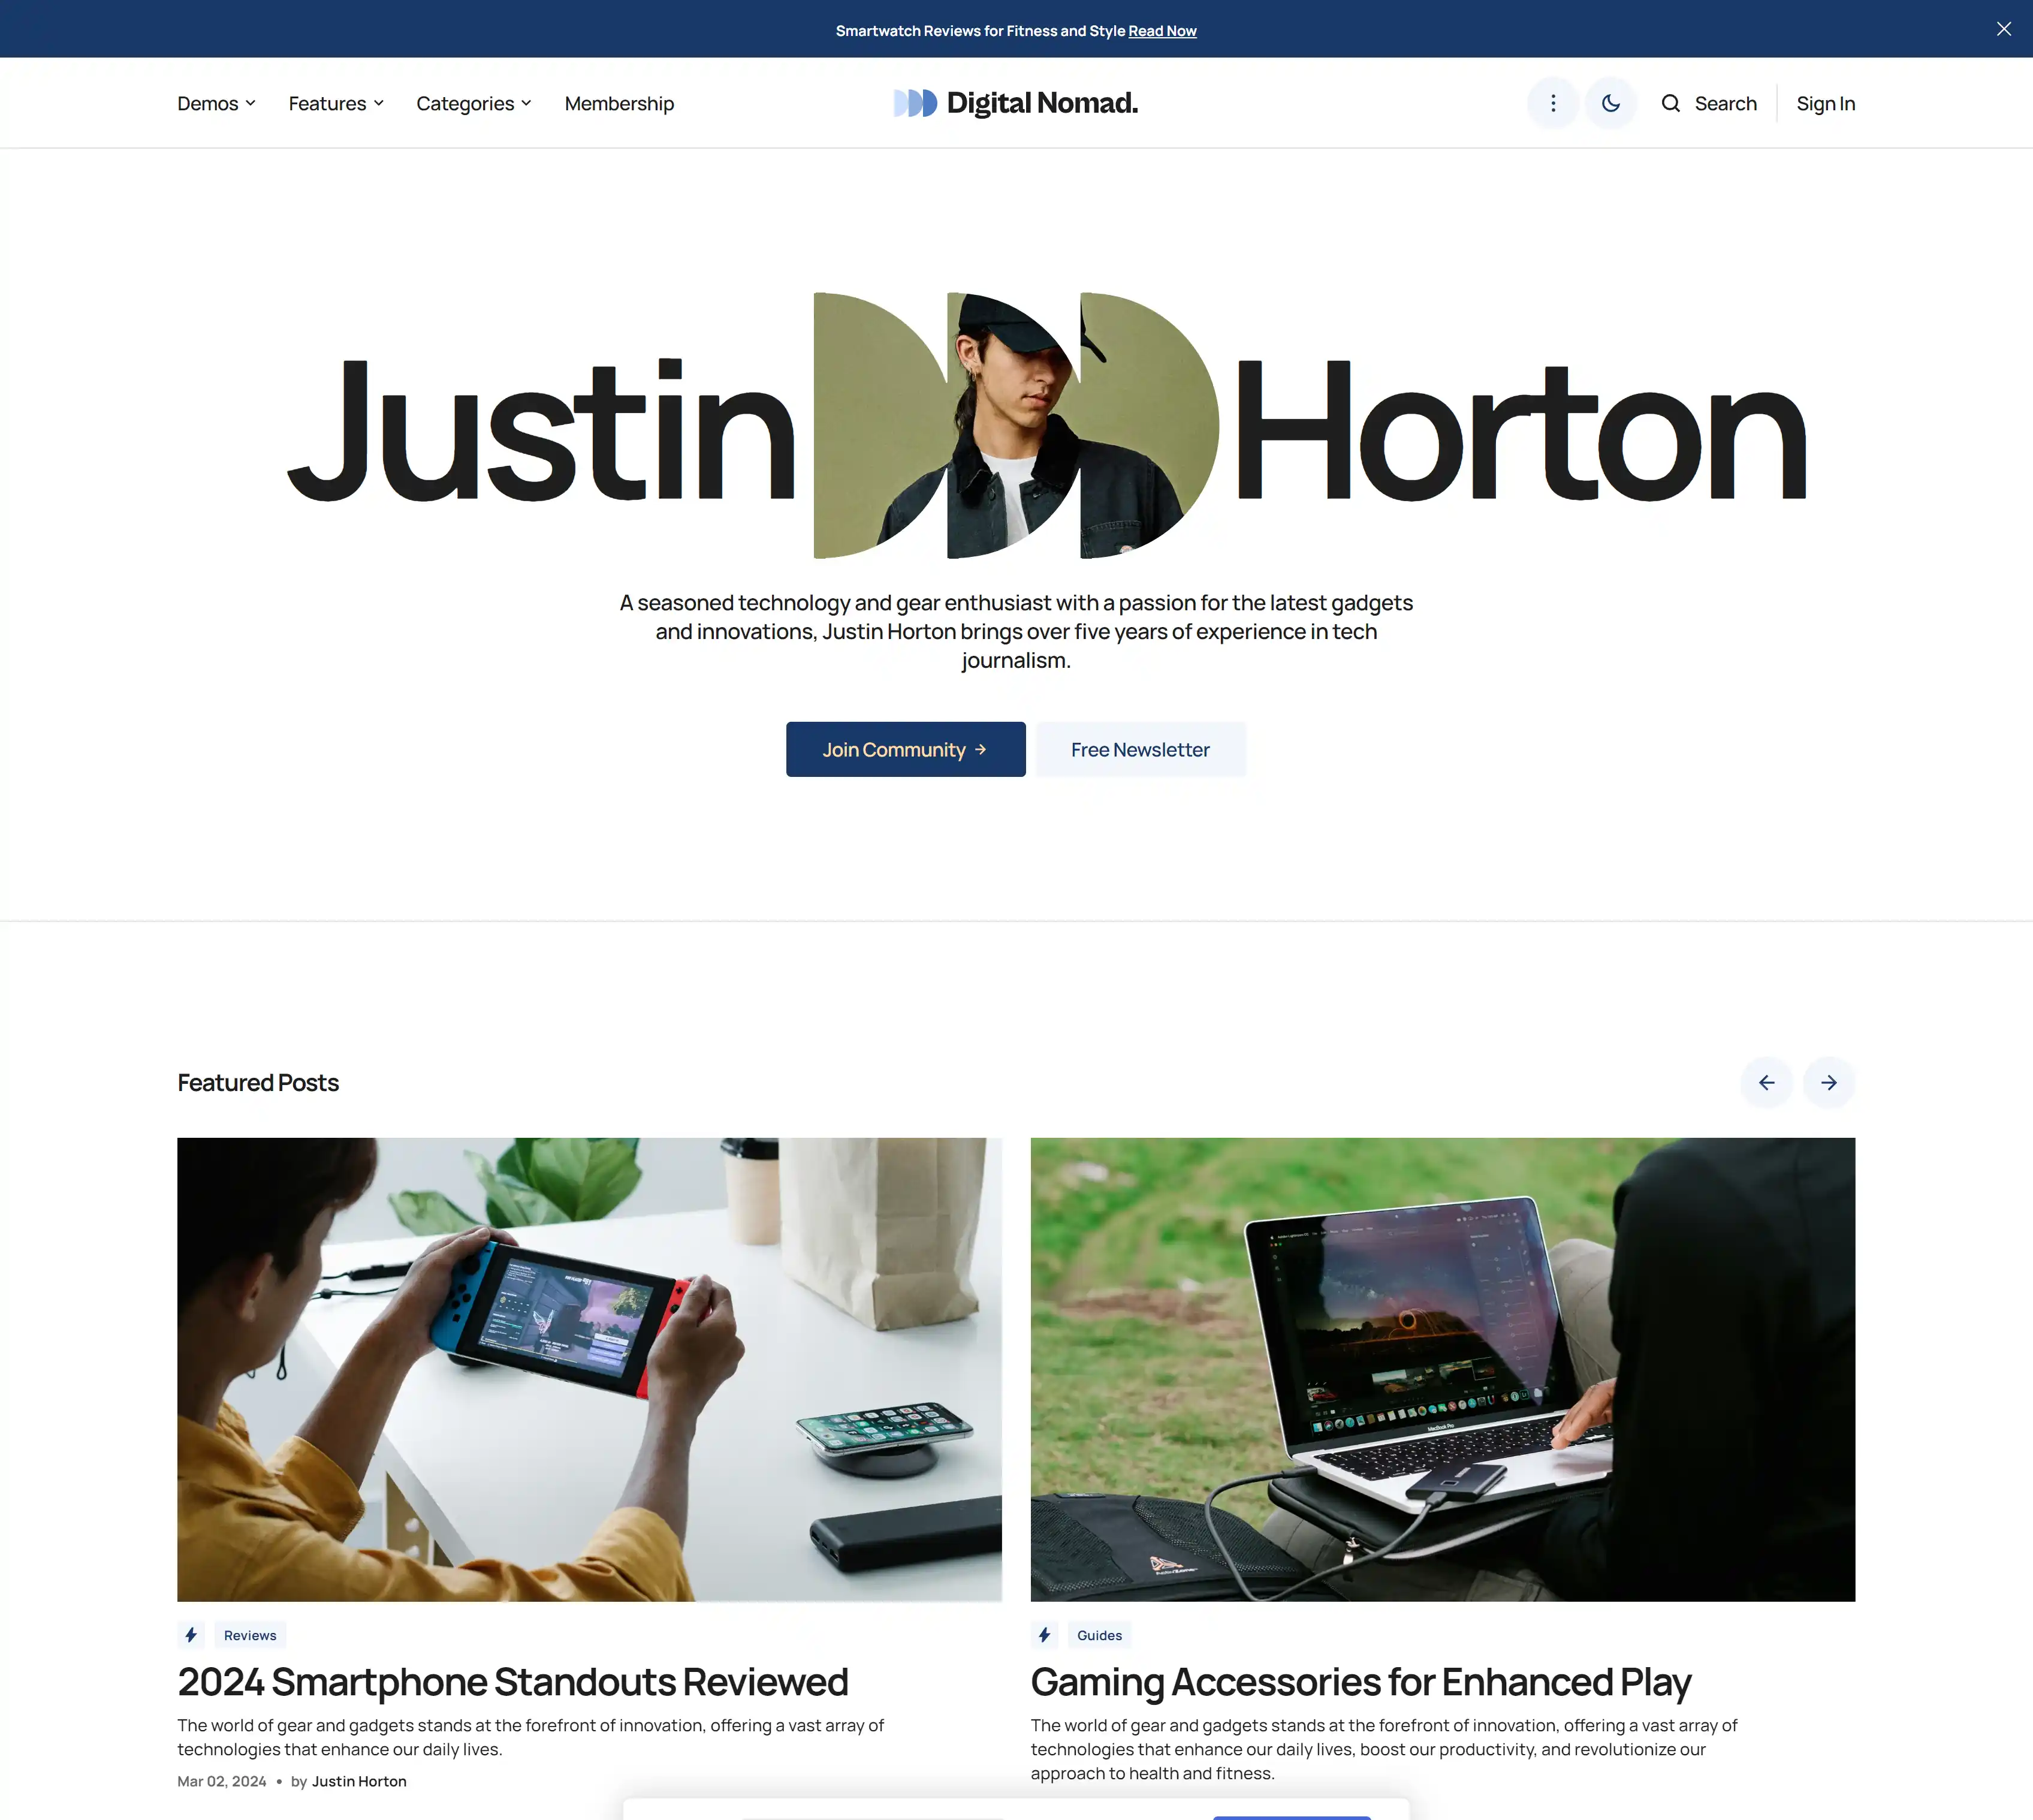 Smartwatch Reviews for Fitness and Style Read Now
Demos
Features
Categories
Membership
Digital Nomad.
Search
Sign In
Justin
Horton
A seasoned technology and gear enthusiast with a passion for the latest gadgets
and innovations, Justin Horton brings over five years of experience in tech
journalism.
Join Community
Free Newsletter
Featured Posts
MacBook Pro
Reviews
2024 Smartphone Standouts Reviewed
The world of gear and gadgets stands at the forefront of innovation, offering a vast array of
technologies that enhance our daily lives.
Mar 02, 2024 • by Justin Horton
Guides
Gaming Accessories for Enhanced Play
The world of gear and gadgets stands at the forefront of innovation, offering a vast array of
technologies that enhance our daily lives, boost our productivity, and revolutionize our
approach to health and fitness.